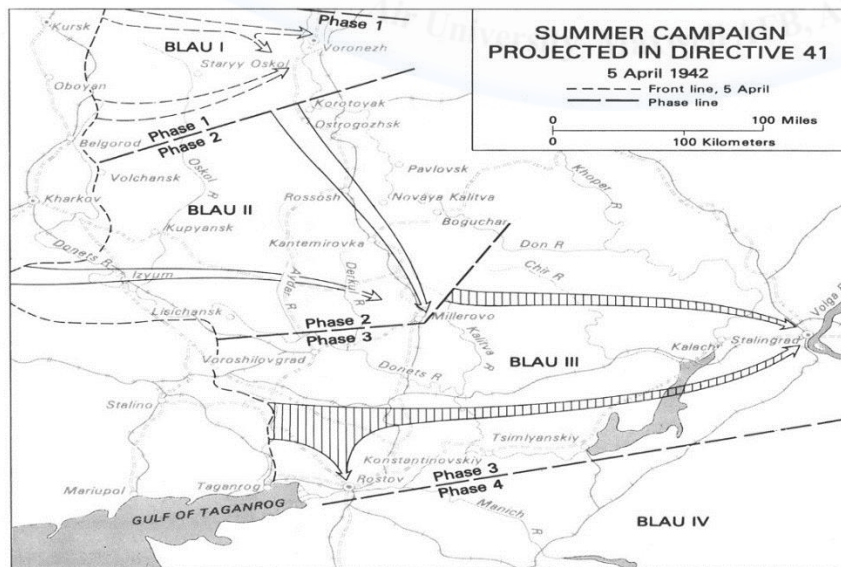 Air Univers
EB, A
SUMMER CAMPAIGN
PROJECTED IN DIRECTIVE 41
5 April 1942
Front line, 5 April
Phase line
0 100 Miles
0 100 Kilometers
Phase 1
Kursk
BLAU I
Voronezh
Staryy Oskol
Oboyan
Korotoyak
Ostrogozhsk
Phase 1
Phase 2
Belgorod
Volchansk
Oskol R
Pavlovsk
Khoper R
Rossosh
Novaya Kalitva
BLAU II
Kharkov
Boguchar
Kupyansk
Kantemirovka
Don R
Donets R
Izyum
Aydar R
Derkul R
Chir R
Volga R
Lisichansk
Phase 2
Phase 3
Millerovo
Kalitva R
Kalach
Stalingrad
BLAU III
Voroshilovgrad
Donets R
Stalino
Tsimlyanskiy
Konstantinovskiy
Phase 3
Phase 4
Mariupol
Taganrog
Rostov
GULF OF TAGANROG
Manich R
BLAU IV